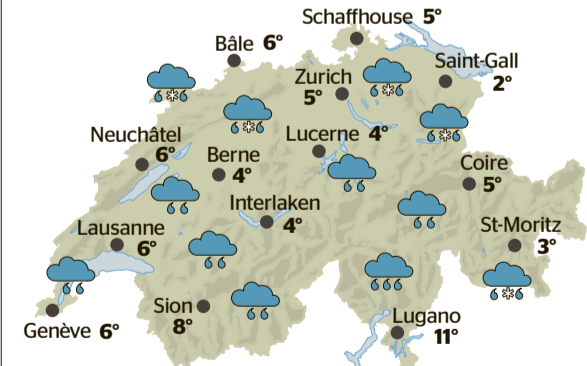 Schaffhouse 5°
Bâle 6°
Saint-Gall
2°
Zurich
5°
Neuchâtel
6°
Lucerne 4°
Berne
4°
Coire
5°
Interlaken
4°
Lausanne
6°
St-Moritz
3°
Sion
8°
Lugano
11°
Genève 6°